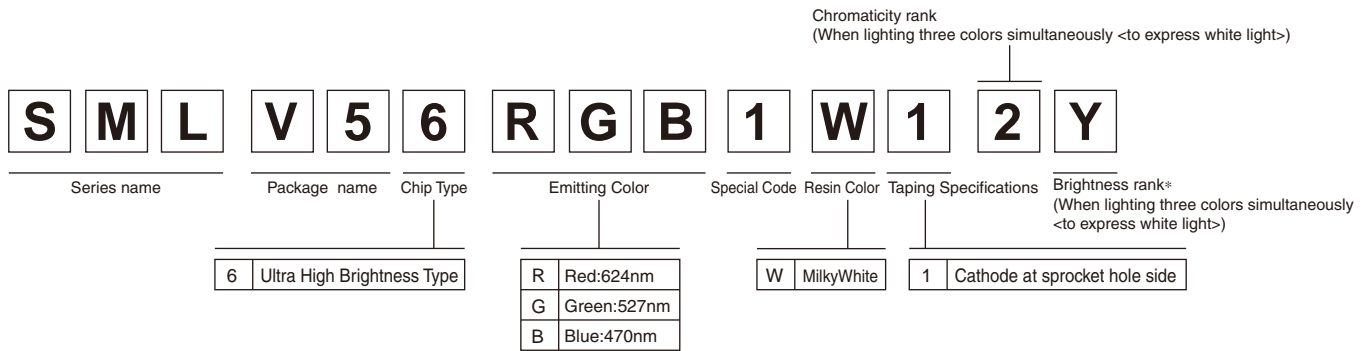 Chromaticity rank
(When lighting three colors simultaneously <to express white light>)
S M L V 5 6 R G B 1 W 1 2 Y
Series name
Package name
Chip Type
Emitting Color
Special Code
Resin Color
Taping Specifications
Brightness rank*
(When lighting three colors simultaneously
<to express white light>)
6 Ultra High Brightness Type
R Red:624nm
G Green:527nm
B Blue:470nm
W MilkyWhite
1 Cathode at sprocket hole side